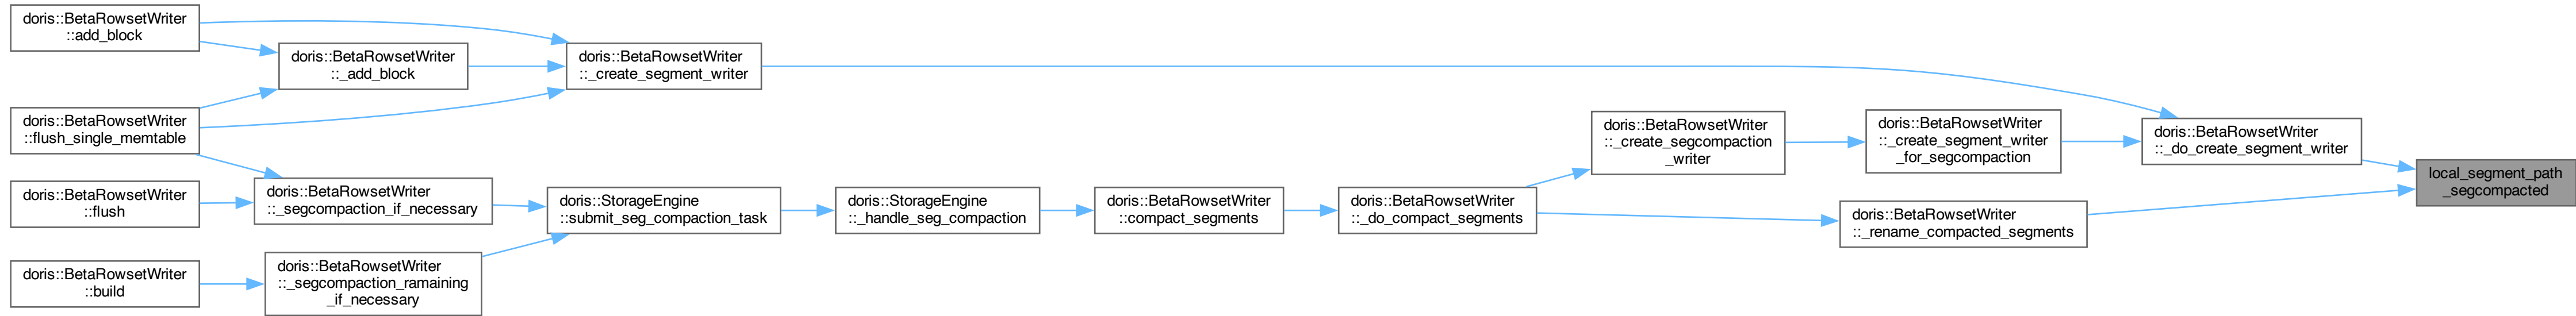 doris::BetaRowsetWriter
::add_block
doris::BetaRowsetWriter
::_add_block
doris::BetaRowsetWriter
::_create_segment_writer
doris::BetaRowsetWriter
::flush_single_memtable
doris::BetaRowsetWriter
::_create_segcompaction
_writer
doris::BetaRowsetWriter
::_create_segment_writer
_for_segcompaction
doris::BetaRowsetWriter
::_do_create_segment_writer
local_segment_path
_segcompacted
doris::BetaRowsetWriter
::flush
doris::BetaRowsetWriter
::_segcompaction_if_necessary
doris::StorageEngine
::submit_seg_compaction_task
doris::StorageEngine
::_handle_seg_compaction
doris::BetaRowsetWriter
::compact_segments
doris::BetaRowsetWriter
::_do_compact_segments
doris::BetaRowsetWriter
::_rename_compacted_segments
doris::BetaRowsetWriter
::build
doris::BetaRowsetWriter
::_segcompaction_ramaining
_if_necessary